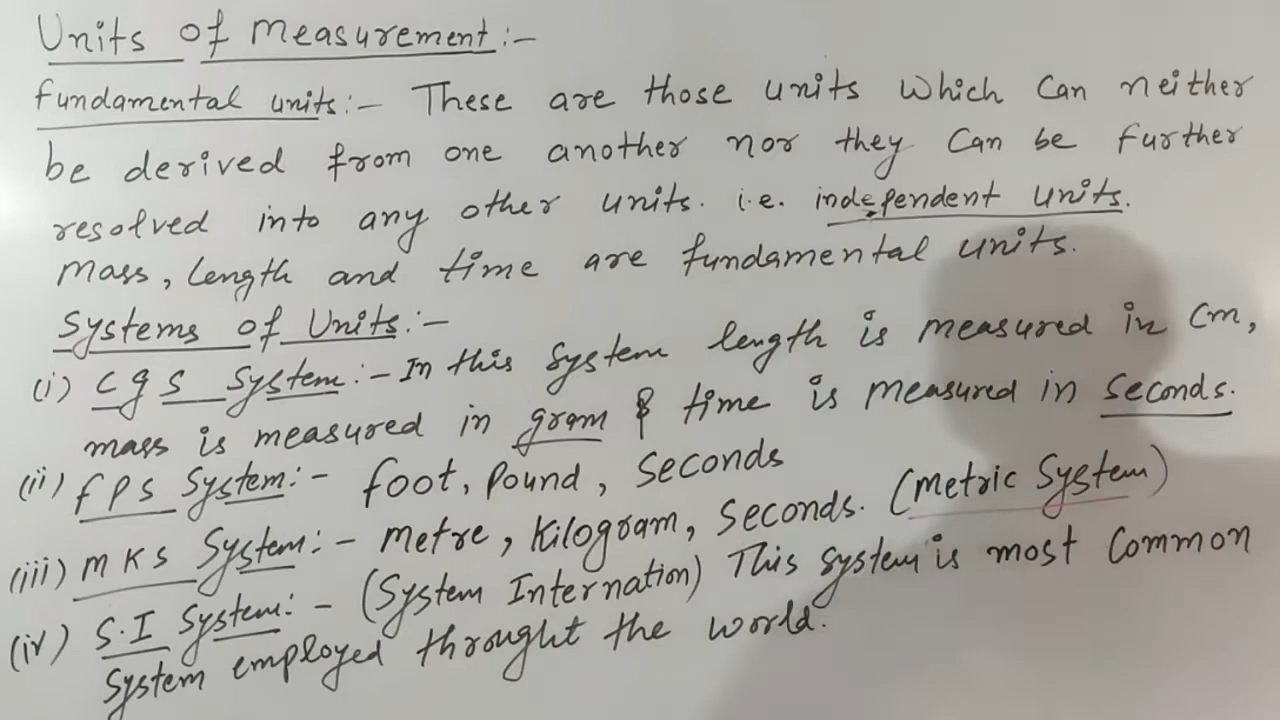 Units of measurement:-
fundamental units:- These are those units which can neither
be derived from one another nor they can be further
resolved into any other units. i.e. independent units.
mass, length and time are fundamental units.
Systems of Units:-
(i) C g S System:- In this system length is measured in Cm,
mass is measured in gram & time is measured in seconds.
(ii) f P S System:- foot, Pound, Seconds
(iii) M K S System:- metre, Kilogram, Seconds. (Metric System)
(iv) S.I System:- (System Internation) This system is most Common
System employed throught the world.